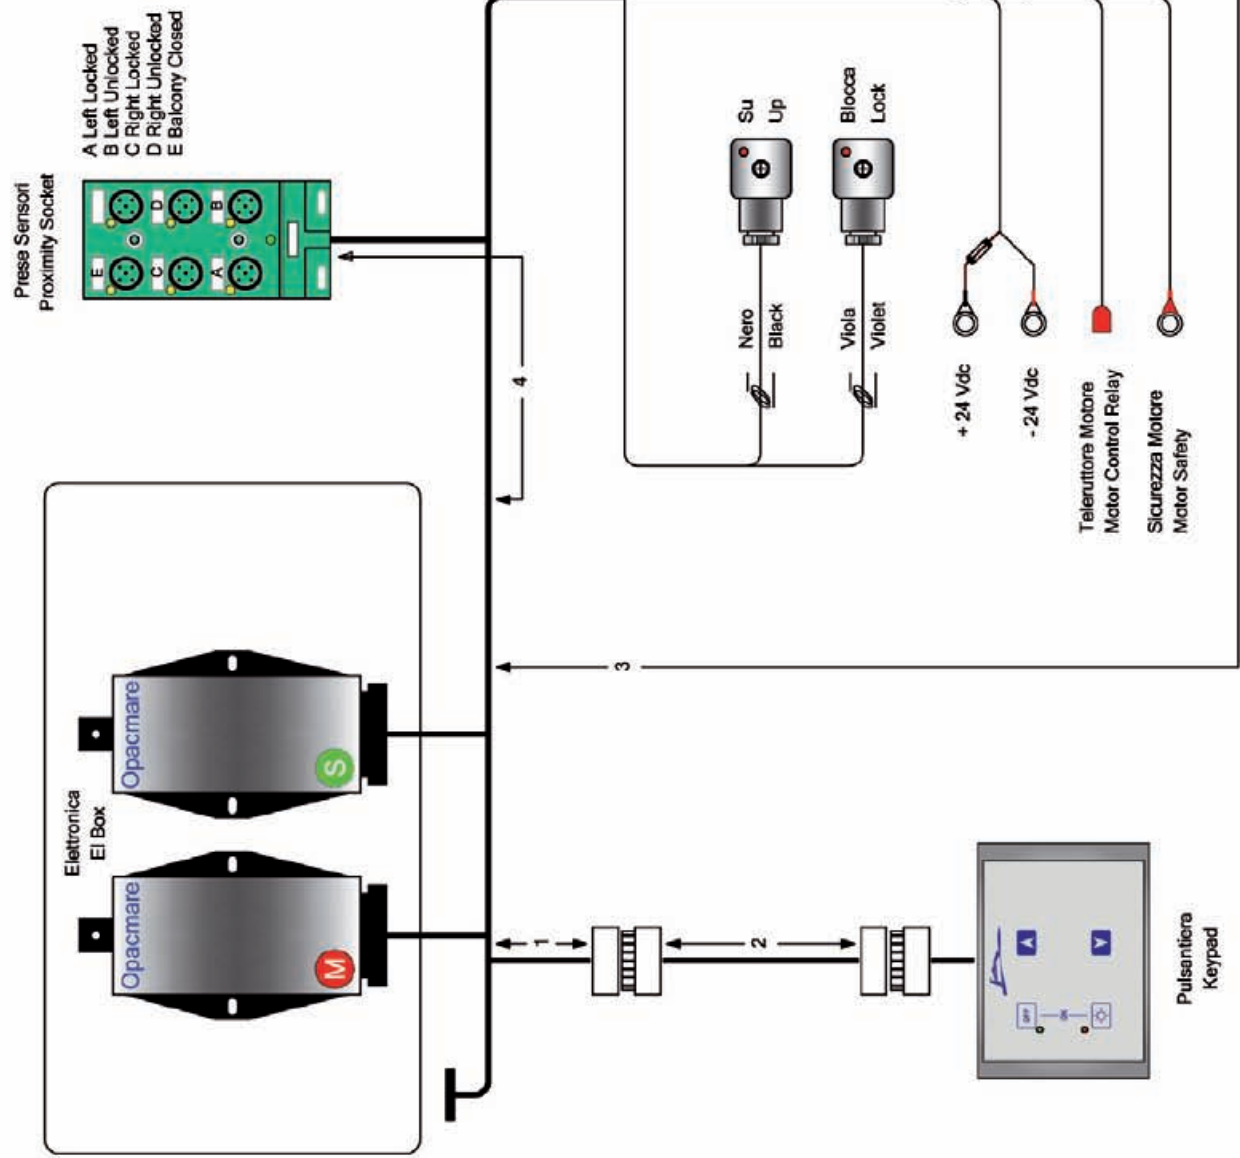 Prese Sensori
Proximity Socket
A Left Locked
B Left Unlocked
C Right Locked
D Right Unlocked
E Balcony Closed
E
C
A
D
B
Elettronica
El Box
Opacmare
M
Opacmare
S
4
3
1
2
Nero
Black
Su
Up
Viola
Violet
Blocca
Lock
+ 24 Vdc
- 24 Vdc
Teleruttore Motore
Motor Control Relay
Sicurezza Motore
Motor Safety
OFF
ON
Pulsantiera
Keypad